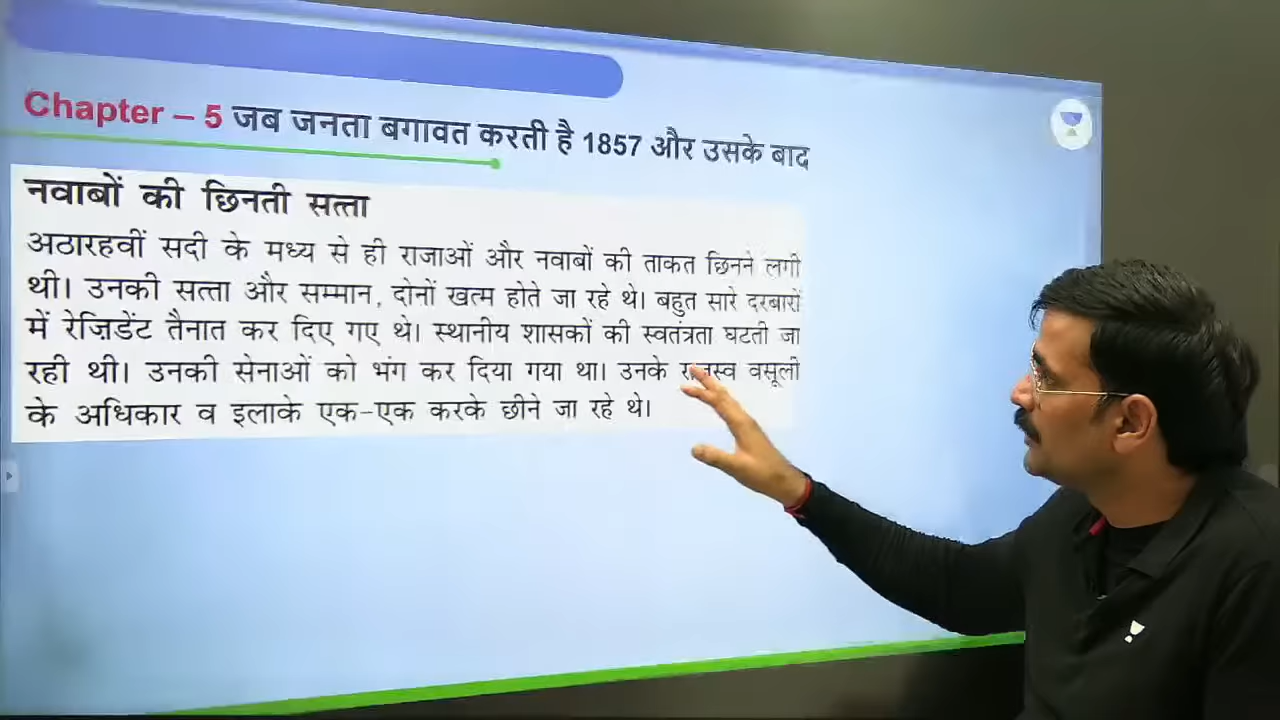 Chapter – 5 जब जनता बगावत करती है 1857 और उसके बाद
नवाबों की छिनती सत्ता
अठारहवीं सदी के मध्य से ही राजाओं और नवाबों की ताकत छिनने लगी
थी। उनकी सत्ता और सम्मान, दोनों खत्म होते जा रहे थे। बहुत सारे दरबारों
में रेज़िडेंट तैनात कर दिए गए थे। स्थानीय शासकों की स्वतंत्रता घटती जा
रही थी। उनकी सेनाओं को भंग कर दिया गया था। उनके राजस्व वसूली
के अधिकार व इलाके एक-एक करके छीने जा रहे थे।